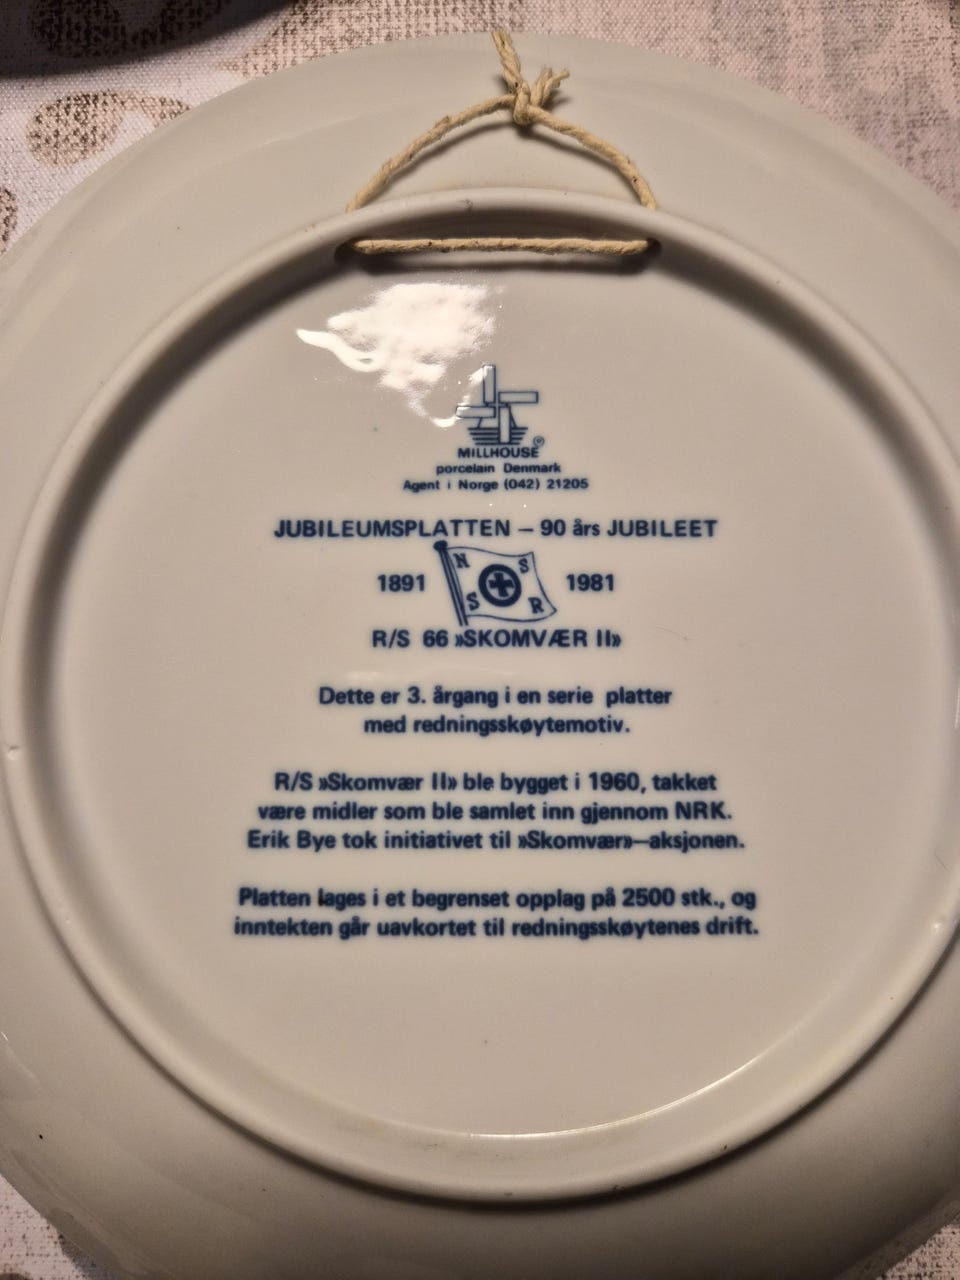 MILLHOUSE ®
porcelain Denmark
Agent i Norge (042) 21205
JUBILEUMSPLATTEN – 90 års JUBILEET
N S
1891 1981
S R
R/S 66 »SKOMVÆR II»
Dette er 3. årgang i en serie platter
med redningsskøytemotiv.
R/S »Skomvær II» ble bygget i 1960, takket
være midler som ble samlet inn gjennom NRK.
Erik Bye tok initiativet til »Skomvær»—aksjonen.
Platten lages i et begrenset opplag på 2500 stk., og
inntekten går uavkortet til redningsskøytenes drift.